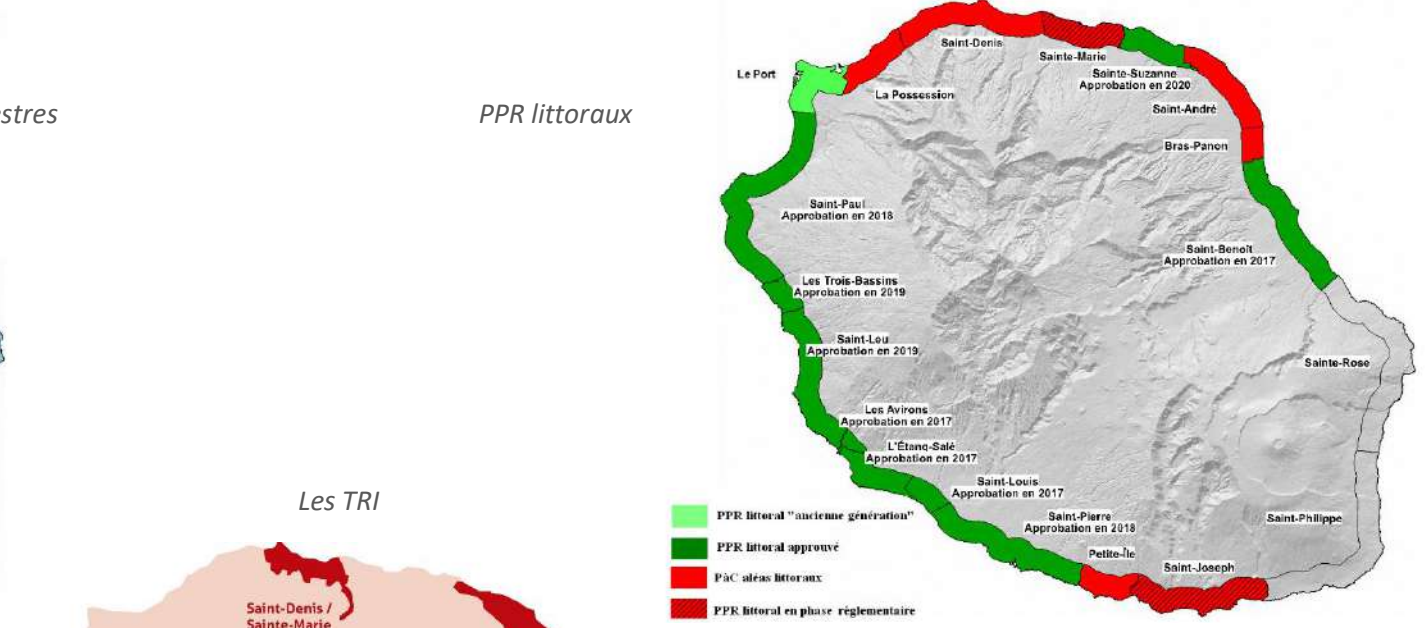 estres
PPR littoraux
Le Port
Saint-Denis
Sainte-Marie
La Possession
Sainte-Suzanne
Approbation en 2020
Saint-André
Bras-Panon
Saint-Paul
Approbation en 2018
Saint-Benoît
Approbation en 2017
Les Trois-Bassins
Approbation en 2019
Saint-Leu
Approbation en 2019
Sainte-Rose
Les Avirons
Approbation en 2017
L'Étang-Salé
Approbation en 2017
Saint-Louis
Approbation en 2017
Saint-Pierre
Approbation en 2018
Saint-Philippe
Petite-Île
Saint-Joseph
PPR littoral "ancienne génération"
PPR littoral approuvé
PàC aléas littoraux
PPR littoral en phase réglementaire
Les TRI
Saint-Denis /
Sainte-Marie